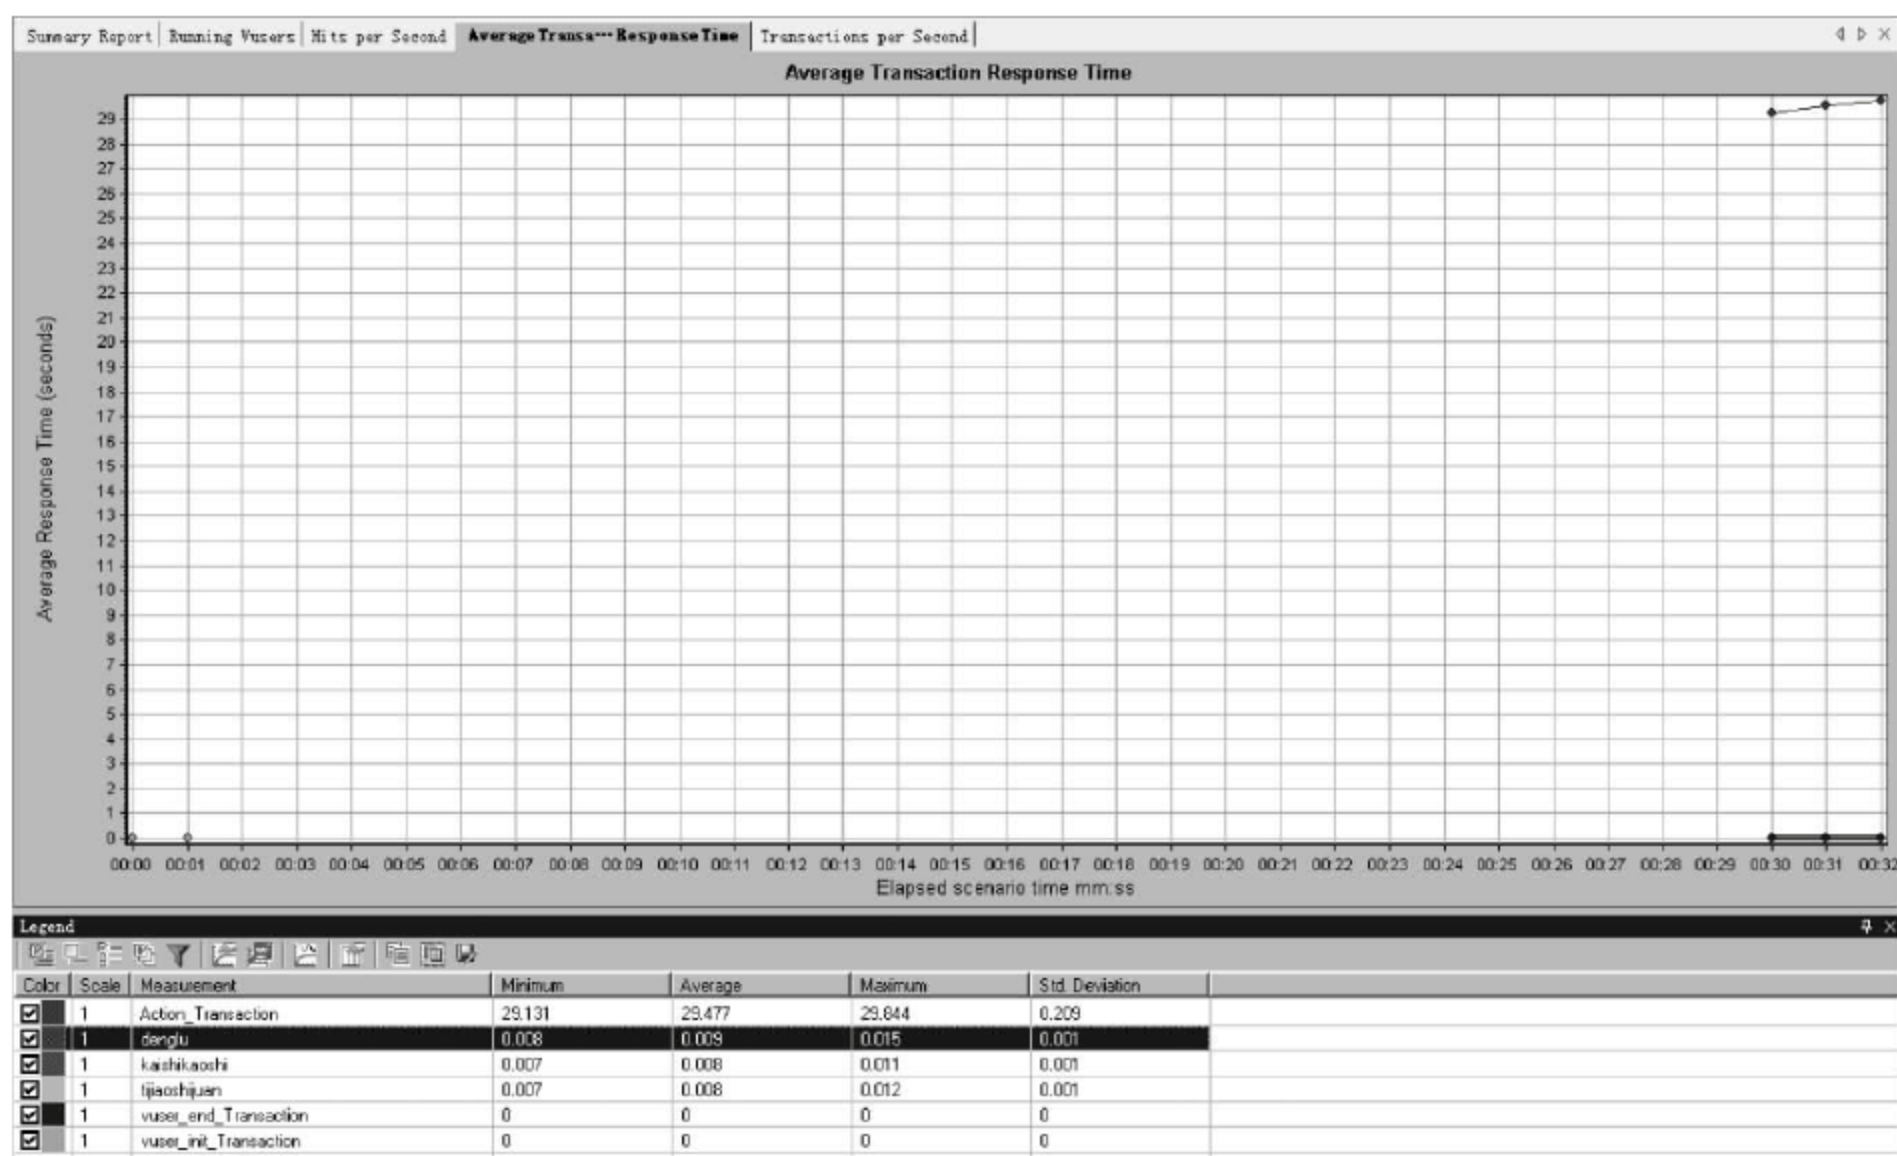 Summary Report Running Vusers Hits per Second Average Transa---Response Time Transactions per Second
Average Transaction Response Time
29
28
27
26
25
24
23
22
21
20
19
18
17
16
15
14
13
12
11
10
9
8
7
6
5
4
3
2
1
0
Average Response Time (seconds)
00:00 00:01 00:02 00:03 00:04 00:05 00:06 00:07 00:08 00:09 00:10 00:11 00:12 00:13 00:14 00:15 00:16 00:17 00:18 00:19 00:20 00:21 00:22 00:23 00:24 00:25 00:26 00:27 00:28 00:29 00:30 00:31 00:32
Elapsed scenario time mm:ss
Legend
Color Scale Measurement Minimum Average Maximum Std. Deviation
1 Action_Transaction 29.131 29.477 29.844 0.209
1 denglu 0.008 0.009 0.015 0.001
1 kaishikaoshi 0.007 0.008 0.011 0.001
1 tijiaoshijuan 0.007 0.008 0.012 0.001
1 vuser_end_Transaction 0 0 0 0
1 vuser_init_Transaction 0 0 0 0